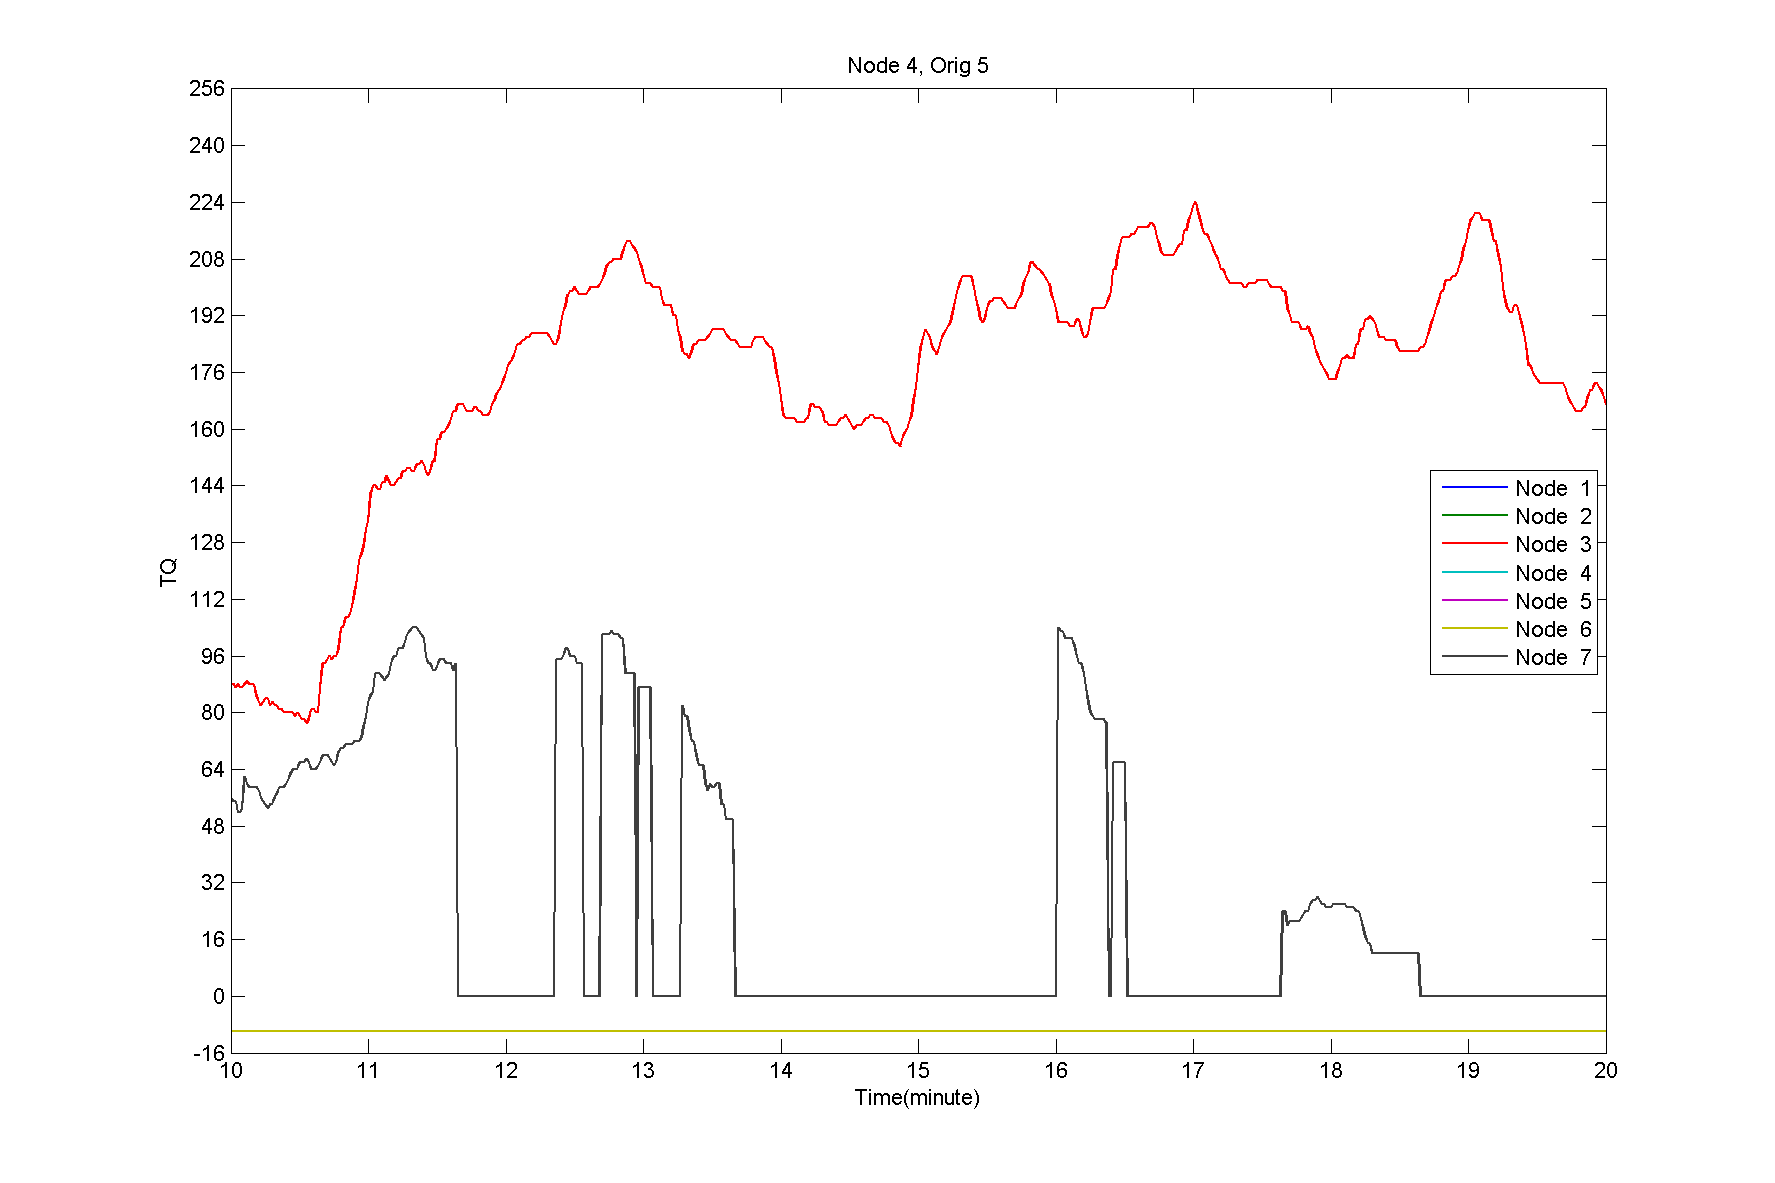 Node 4, Orig 5
256
240
224
208
192
176
160
144
128
112
96
80
64
48
32
16
0
-16
TQ
Node 1
Node 2
Node 3
Node 4
Node 5
Node 6
Node 7
10 11 12 13 14 15 16 17 18 19 20
Time(minute)